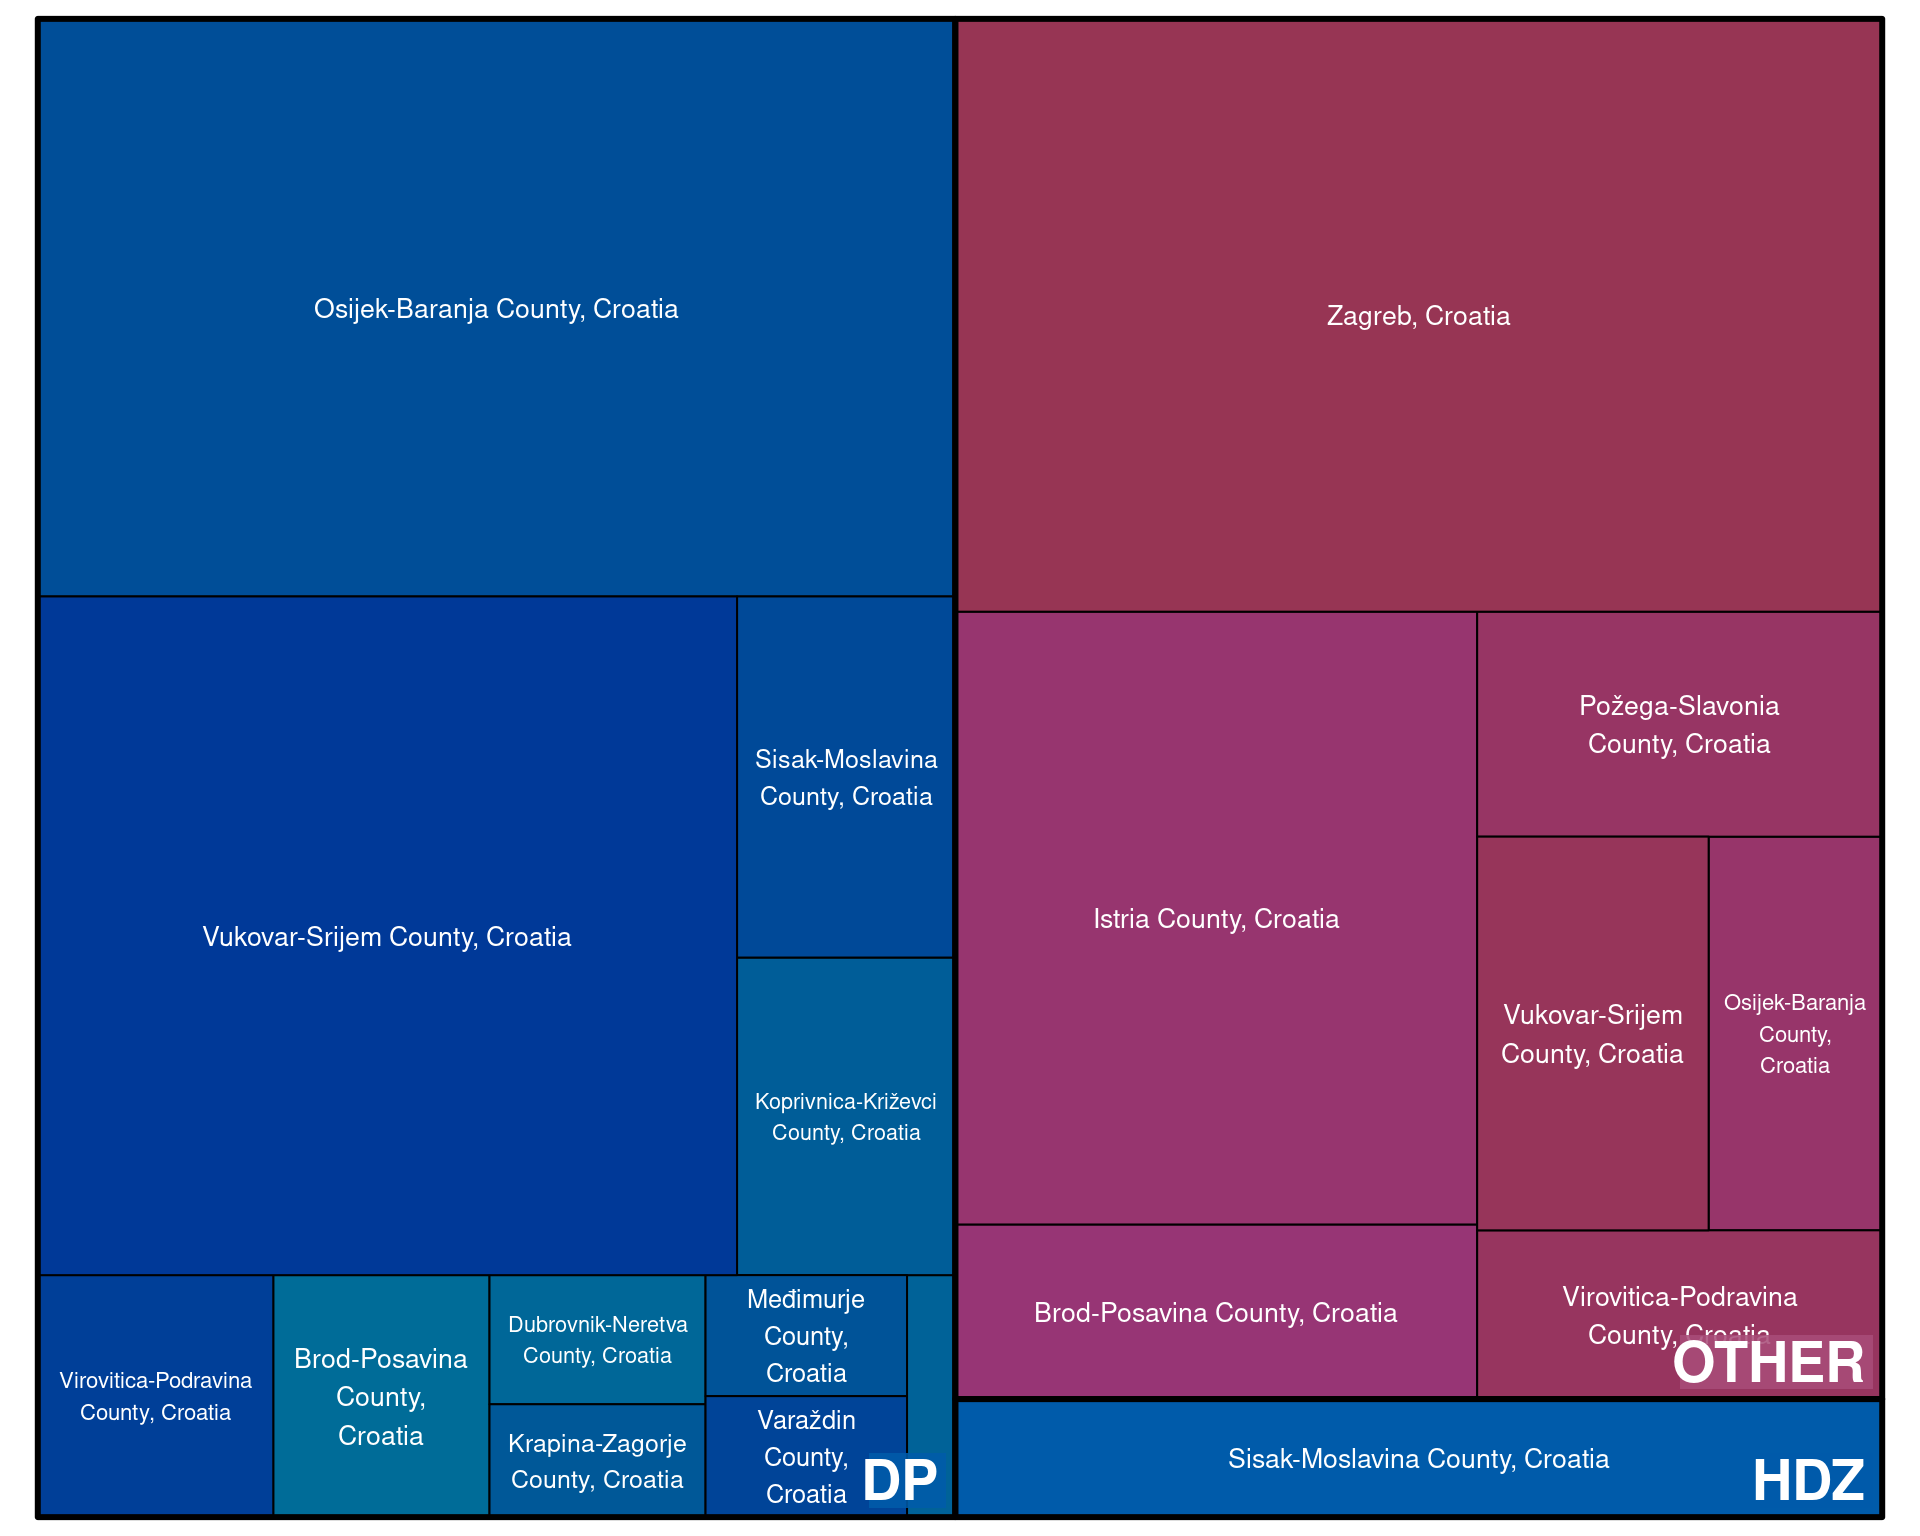 Osijek-Baranja County, Croatia
Vukovar-Srijem County, Croatia
Sisak-Moslavina
County, Croatia
Koprivnica-Križevci
County, Croatia
Virovitica-Podravina
County, Croatia
Brod-Posavina
County,
Croatia
Dubrovnik-Neretva
County, Croatia
Krapina-Zagorje
County, Croatia
Međimurje
County,
Croatia
Varaždin
County,
Croatia
DP
Zagreb, Croatia
Istria County, Croatia
Požega-Slavonia
County, Croatia
Vukovar-Srijem
County, Croatia
Osijek-Baranja
County,
Croatia
Brod-Posavina County, Croatia
Virovitica-Podravina
County, Croatia
OTHER
Sisak-Moslavina County, Croatia
HDZ